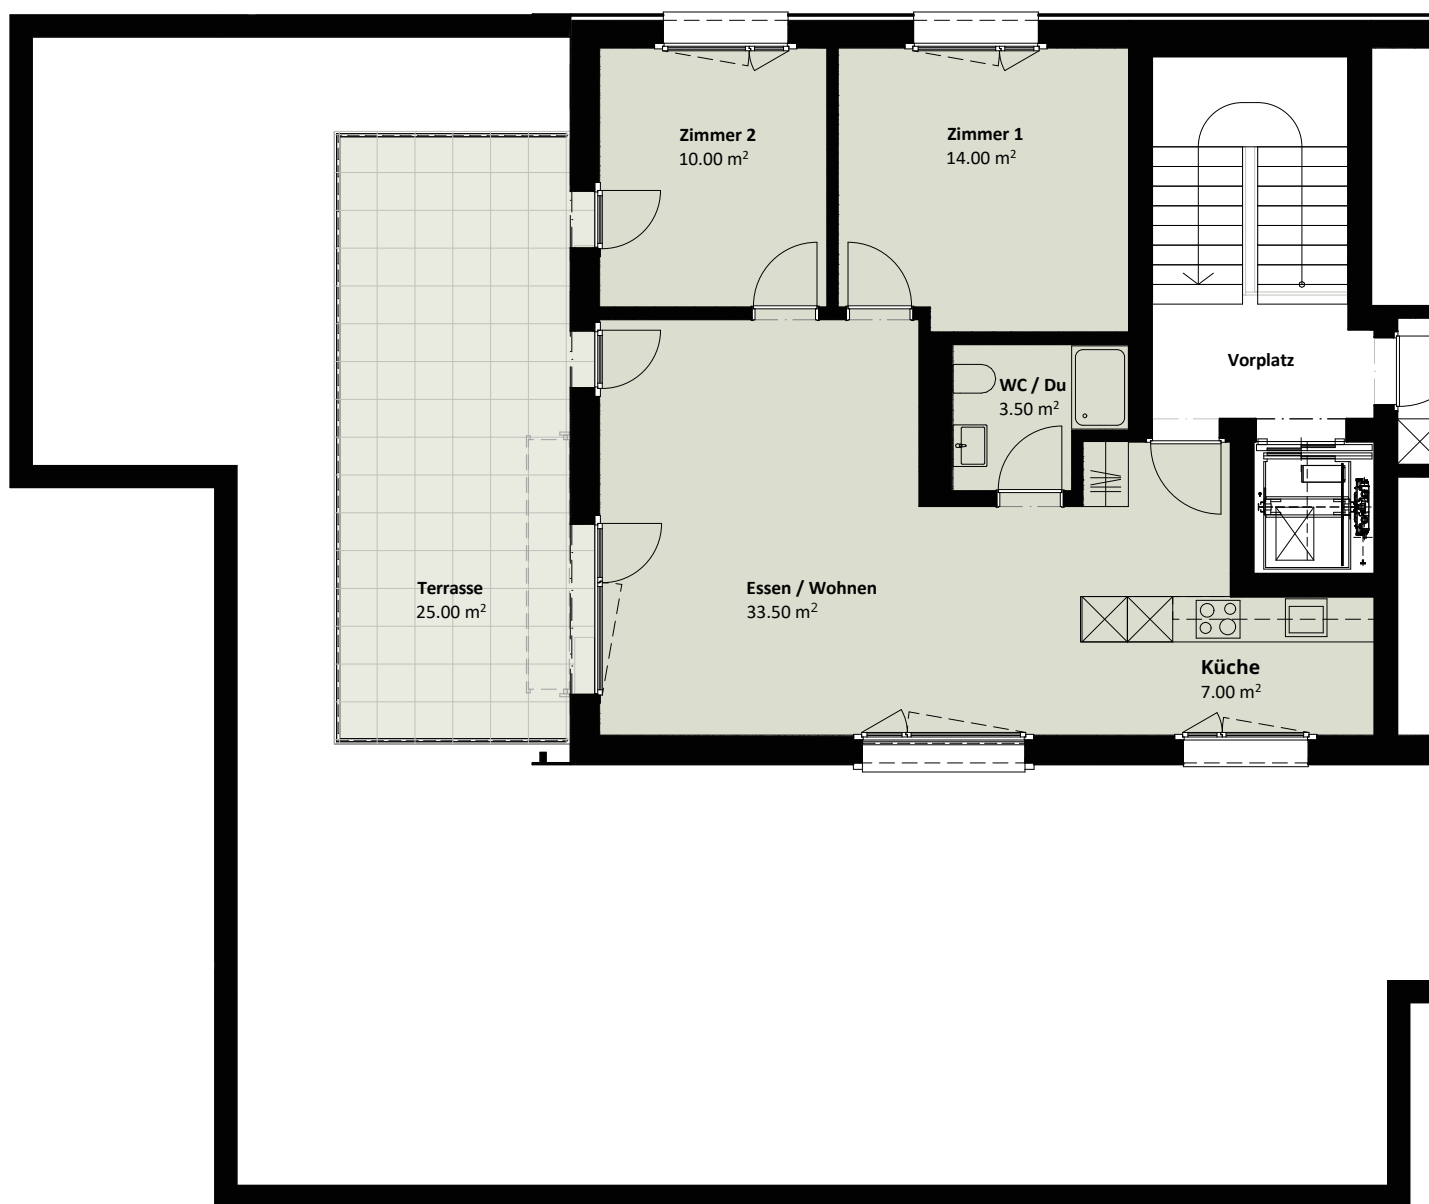 Zimmer 2
10.00 m²
Zimmer 1
14.00 m²
Vorplatz
WC / Du
3.50 m²
Terrasse
25.00 m²
Essen / Wohnen
33.50 m²
Küche
7.00 m²